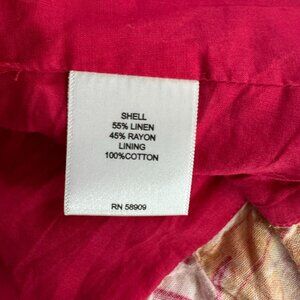 SHELL
55% LINEN
45% RAYON
LINING
100%COTTON
RN 58909